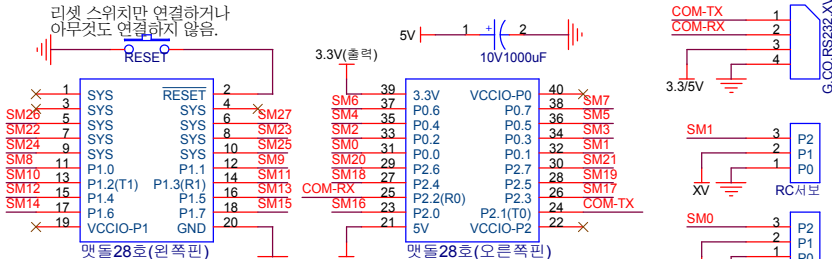 리셋 스위치만 연결하거나
아무것도 연결하지 않음.
RESET
1 SYS RESET 2
3 SYS SYS 4
SM26 5 SYS SYS 6 SM27
SM22 7 SYS SYS 8 SM23
SM24 9 SYS SYS 10 SM25
SM8 11 P1.0 P1.1 12 SM9
SM10 13 P1.2(T1) P1.3(R1) 14 SM11
SM12 15 P1.4 P1.5 16 SM13
SM14 17 P1.6 P1.7 18 SM15
19 VCCIO-P1 GND 20
맷돌28호(왼쪽핀)
5V 1 + 2
10V1000uF
3.3V(출력)
39 3.3V VCCIO-P0 40
SM6 37 P0.6 P0.7 38 SM7
SM4 35 P0.4 P0.5 36 SM5
SM2 33 P0.2 P0.3 34 SM3
SM0 31 P0.0 P0.1 32 SM1
SM20 29 P2.6 P2.7 30 SM21
SM18 27 P2.4 P2.5 28 SM19
COM-RX 25 P2.2(R0) P2.3 26 SM17
SM16 23 P2.0 P2.1(T0) 24 COM-TX
21 5V VCCIO-P2 22
맷돌28호(오른쪽핀)
COM-TX 1
COM-RX 2
3
4
3.3/5V
G.CO.RS232.XV
SM1 3 P2
2 P1
1 P0
XV
RC서보
SM0 3 P2
2 P1
1 P0